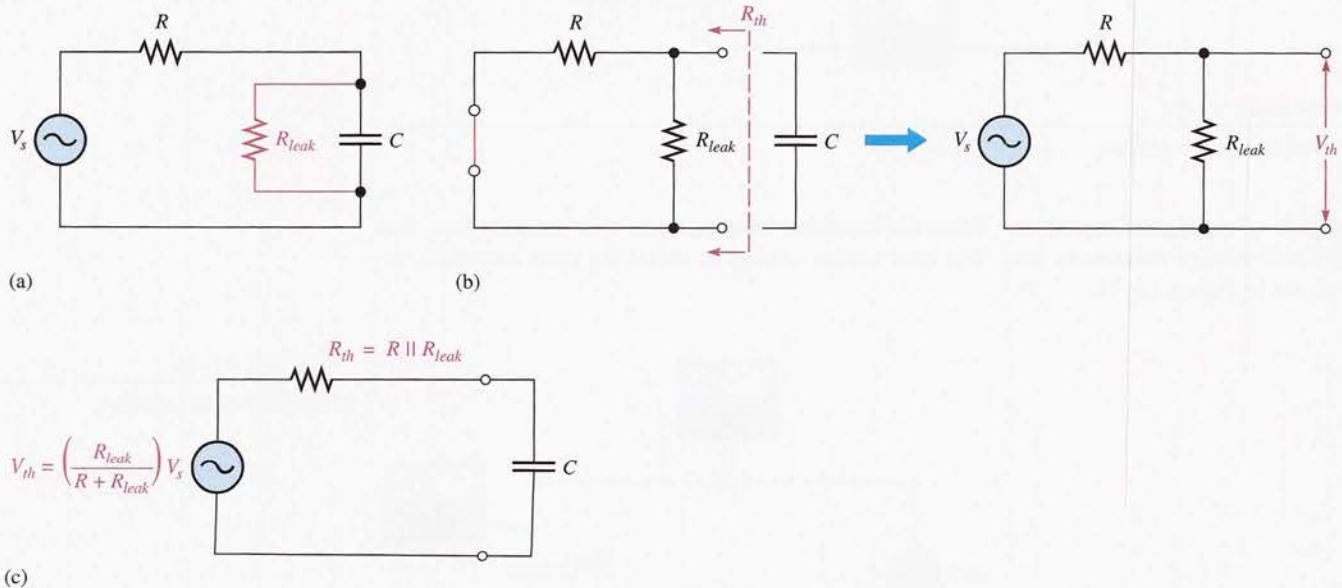 R
R_leak
V_s
C
(a)
R
R_th
R_leak
C
(b)
R
V_s
R_leak
V_th
R_th = R || R_leak
V_th = (R_leak / (R + R_leak)) V_s
C
(c)